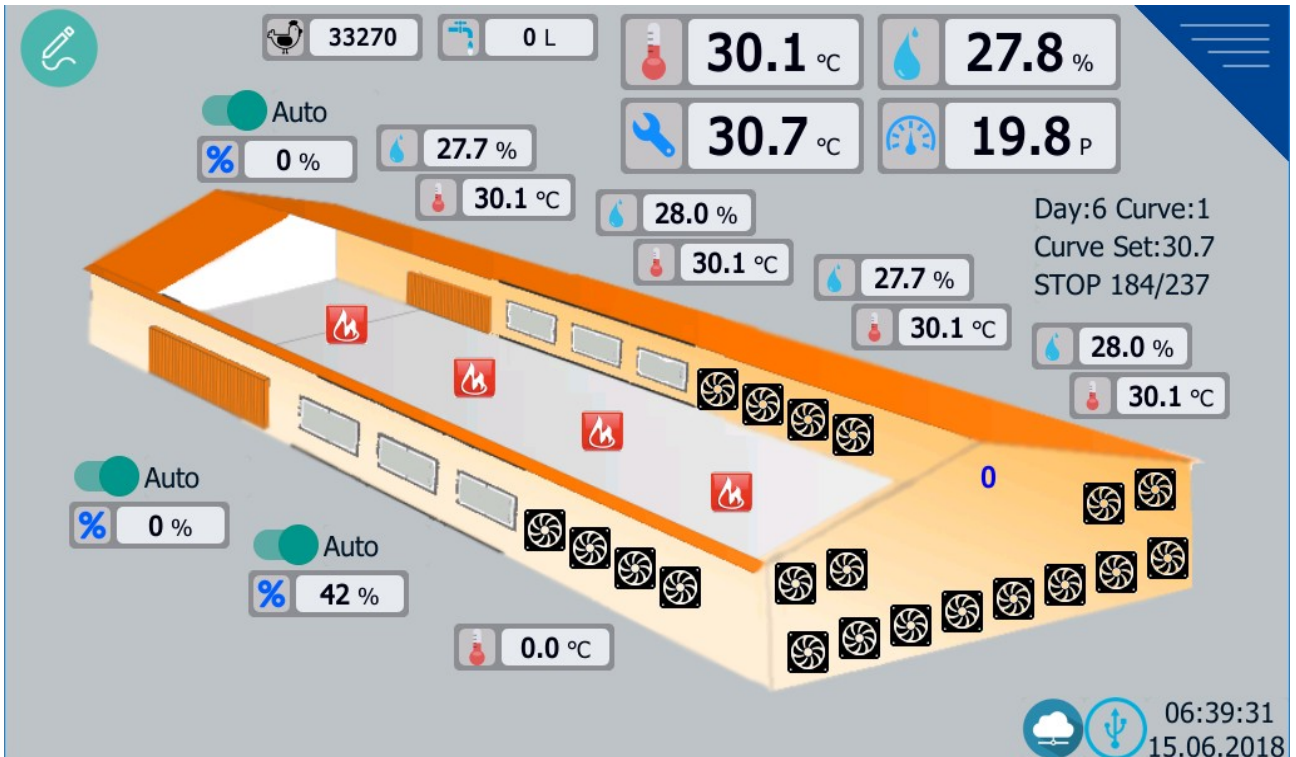 33270
0 L
30.1 °C
27.8 %
Auto
0 %
27.7 %
30.7 °C
19.8 P
30.1 °C
28.0 %
Day:6 Curve:1
30.1 °C
Curve Set:30.7
27.7 %
STOP 184/237
30.1 °C
28.0 %
30.1 °C
0
Auto
% 0 %
Auto
% 42 %
0.0 °C
06:39:31
15.06.2018